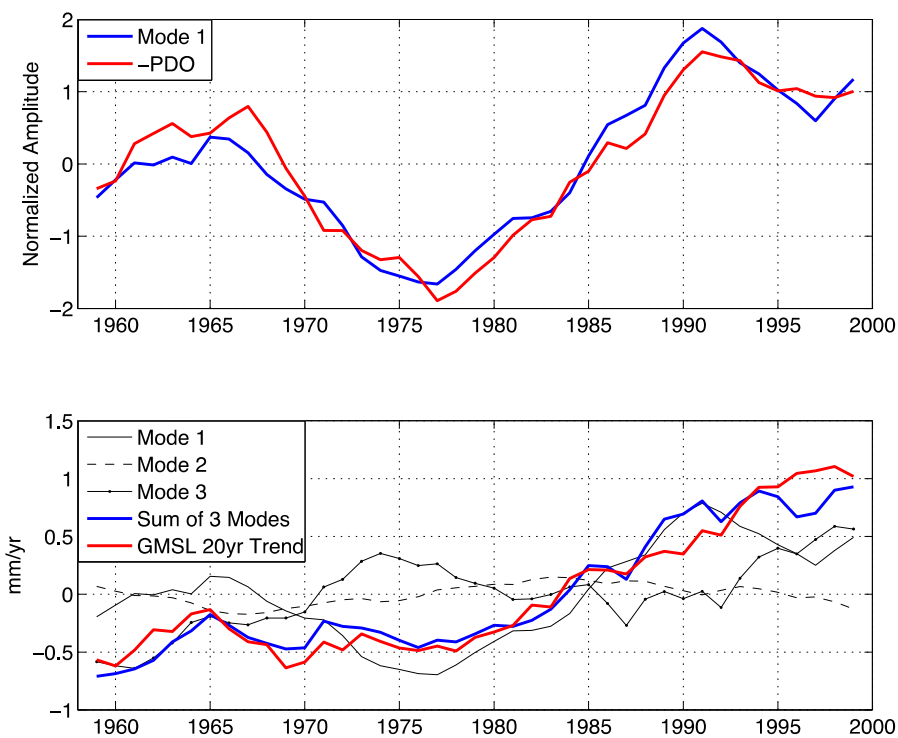 2
1
0
−1
−2
Normalized Amplitude
Mode 1
−PDO
1960 1965 1970 1975 1980 1985 1990 1995 2000
1.5
1
0.5
0
−0.5
−1
mm/yr
Mode 1
Mode 2
Mode 3
Sum of 3 Modes
GMSL 20yr Trend
1960 1965 1970 1975 1980 1985 1990 1995 2000